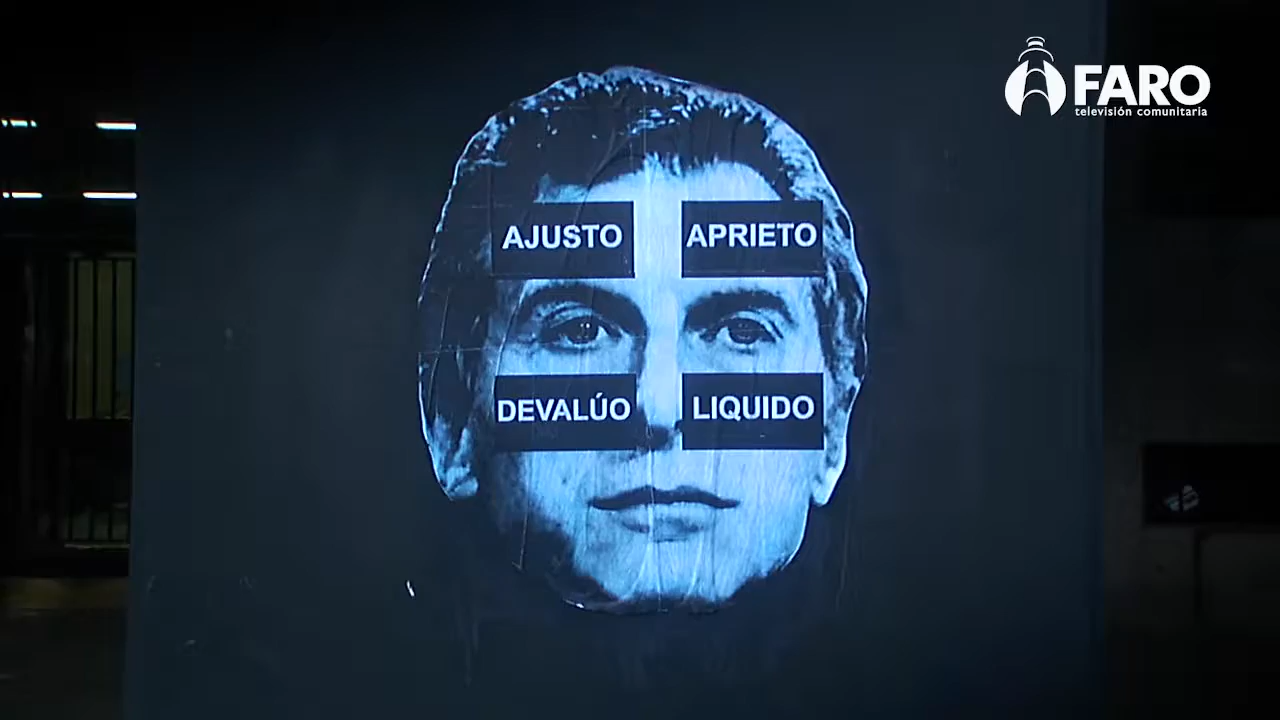 FARO
televisión comunitaria
AJUSTO
APRIETO
DEVALÚO
LIQUIDO